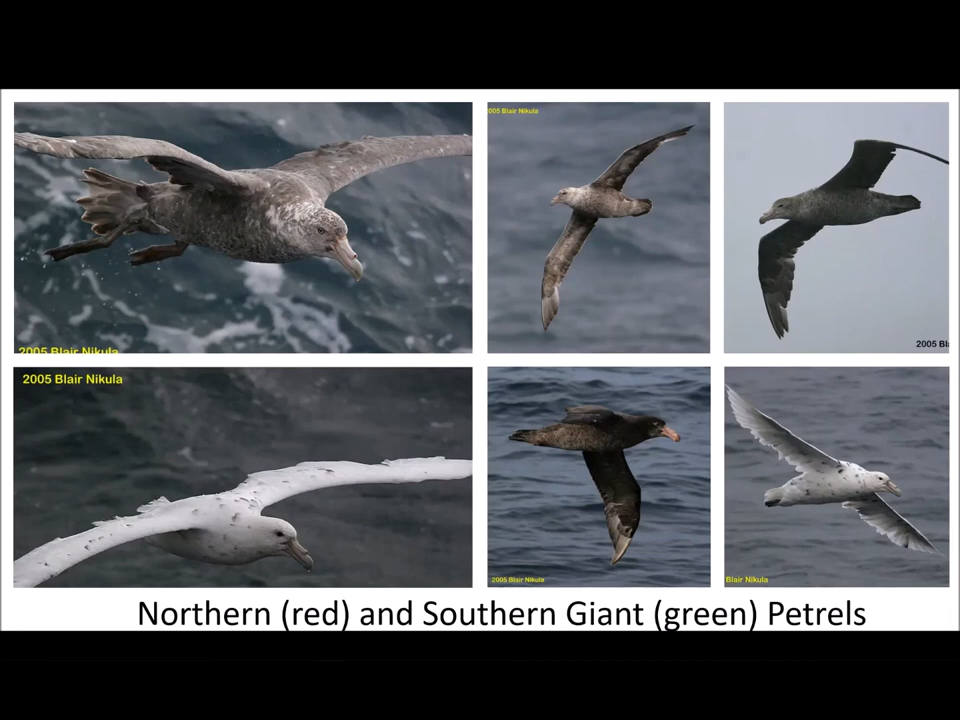 2005 Blair Nikula
005 Blair Nikula
2005 Bl
2005 Blair Nikula
2005 Blair Nikula
Blair Nikula
Northern (red) and Southern Giant (green) Petrels